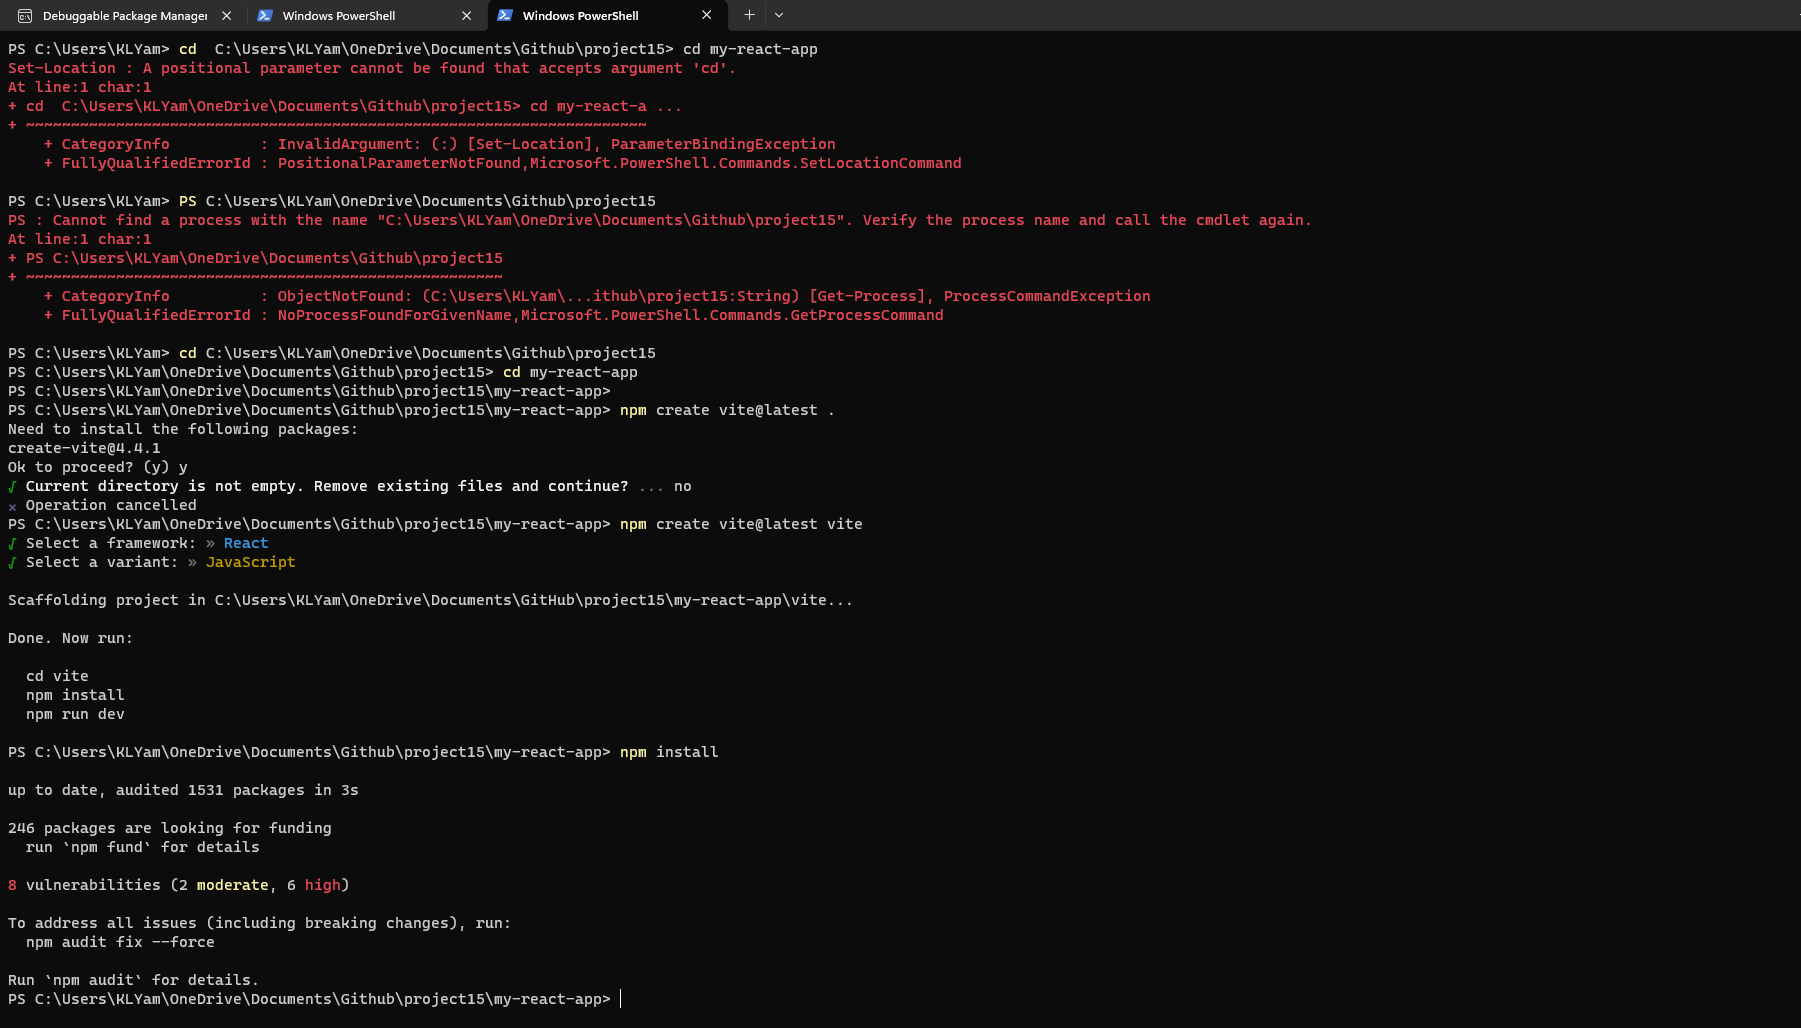 Debuggable Package Manager
Windows PowerShell
Windows PowerShell
PS C:\Users\KLYam> cd  C:\Users\KLYam\OneDrive\Documents\Github\project15> cd my-react-app
Set-Location : A positional parameter cannot be found that accepts argument 'cd'.
At line:1 char:1
+ cd  C:\Users\KLYam\OneDrive\Documents\Github\project15> cd my-react-a ...
+ ~~~~~~~~~~~~~~~~~~~~~~~~~~~~~~~~~~~~~~~~~~~~~~~~~~~~~~~~~~~~~~~~~~~~~
    + CategoryInfo          : InvalidArgument: (:) [Set-Location], ParameterBindingException
    + FullyQualifiedErrorId : PositionalParameterNotFound,Microsoft.PowerShell.Commands.SetLocationCommand
PS C:\Users\KLYam> PS C:\Users\KLYam\OneDrive\Documents\Github\project15
PS : Cannot find a process with the name "C:\Users\KLYam\OneDrive\Documents\Github\project15". Verify the process name and call the cmdlet again.
At line:1 char:1
+ PS C:\Users\KLYam\OneDrive\Documents\Github\project15
+ ~~~~~~~~~~~~~~~~~~~~~~~~~~~~~~~~~~~~~~~~~~~~~~~~~~~~~
    + CategoryInfo          : ObjectNotFound: (C:\Users\KLYam\...ithub\project15:String) [Get-Process], ProcessCommandException
    + FullyQualifiedErrorId : NoProcessFoundForGivenName,Microsoft.PowerShell.Commands.GetProcessCommand
PS C:\Users\KLYam> cd C:\Users\KLYam\OneDrive\Documents\Github\project15
PS C:\Users\KLYam\OneDrive\Documents\Github\project15> cd my-react-app
PS C:\Users\KLYam\OneDrive\Documents\Github\project15\my-react-app>
PS C:\Users\KLYam\OneDrive\Documents\Github\project15\my-react-app> npm create vite@latest .
Need to install the following packages:
create-vite@4.4.1
Ok to proceed? (y) y
√ Current directory is not empty. Remove existing files and continue? ... no
× Operation cancelled
PS C:\Users\KLYam\OneDrive\Documents\Github\project15\my-react-app> npm create vite@latest vite
√ Select a framework: » React
√ Select a variant: » JavaScript
Scaffolding project in C:\Users\KLYam\OneDrive\Documents\GitHub\project15\my-react-app\vite...
Done. Now run:
  cd vite
  npm install
  npm run dev
PS C:\Users\KLYam\OneDrive\Documents\Github\project15\my-react-app> npm install
up to date, audited 1531 packages in 3s
246 packages are looking for funding
  run `npm fund` for details
8 vulnerabilities (2 moderate, 6 high)
To address all issues (including breaking changes), run:
  npm audit fix --force
Run `npm audit` for details.
PS C:\Users\KLYam\OneDrive\Documents\Github\project15\my-react-app>